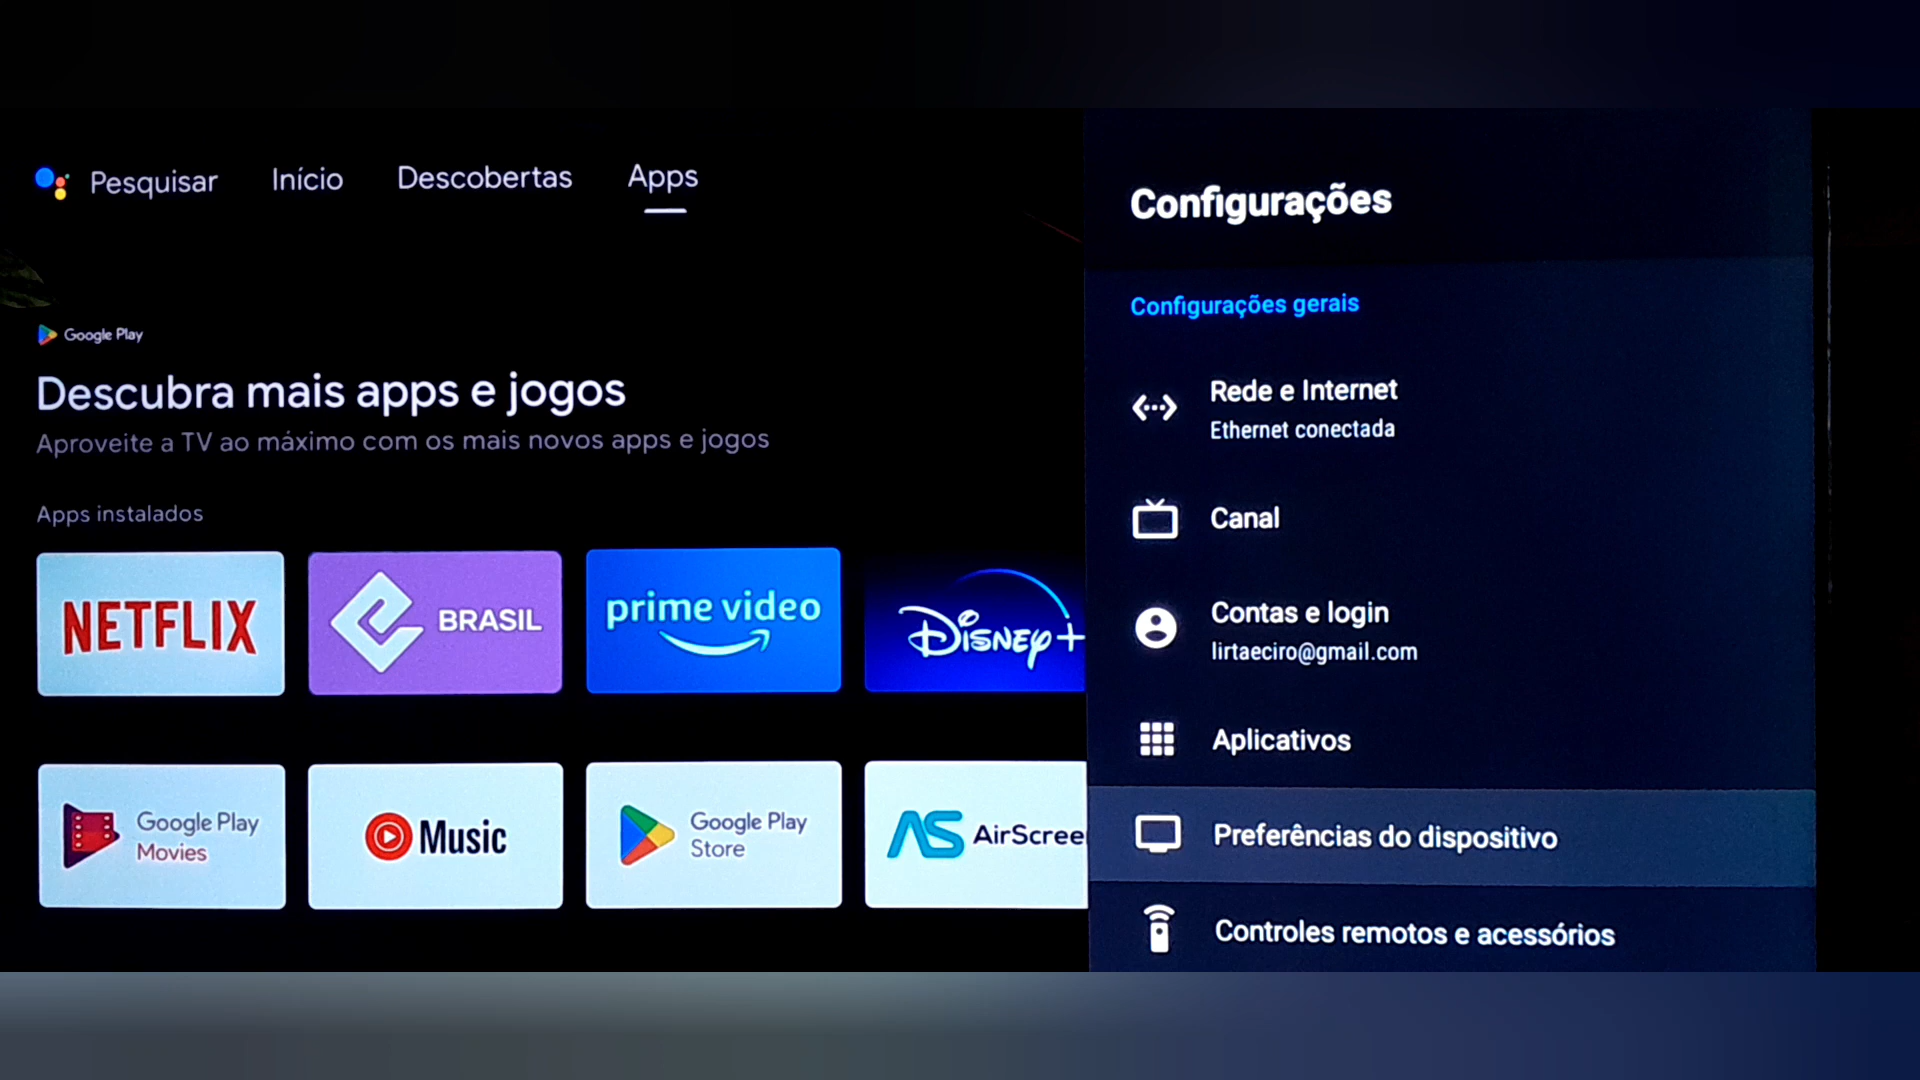 Pesquisar
Início
Descobertas
Apps
Google Play
Descubra mais apps e jogos
Aproveite a TV ao máximo com os mais novos apps e jogos
Apps instalados
NETFLIX
BRASIL
prime video
Disney+
Google Play
Movies
Music
Google Play
Store
AS AirScree
Configurações
Configurações gerais
Rede e Internet
Ethernet conectada
Canal
Contas e login
lirtaeciro@gmail.com
Aplicativos
Preferências do dispositivo
Controles remotos e acessórios